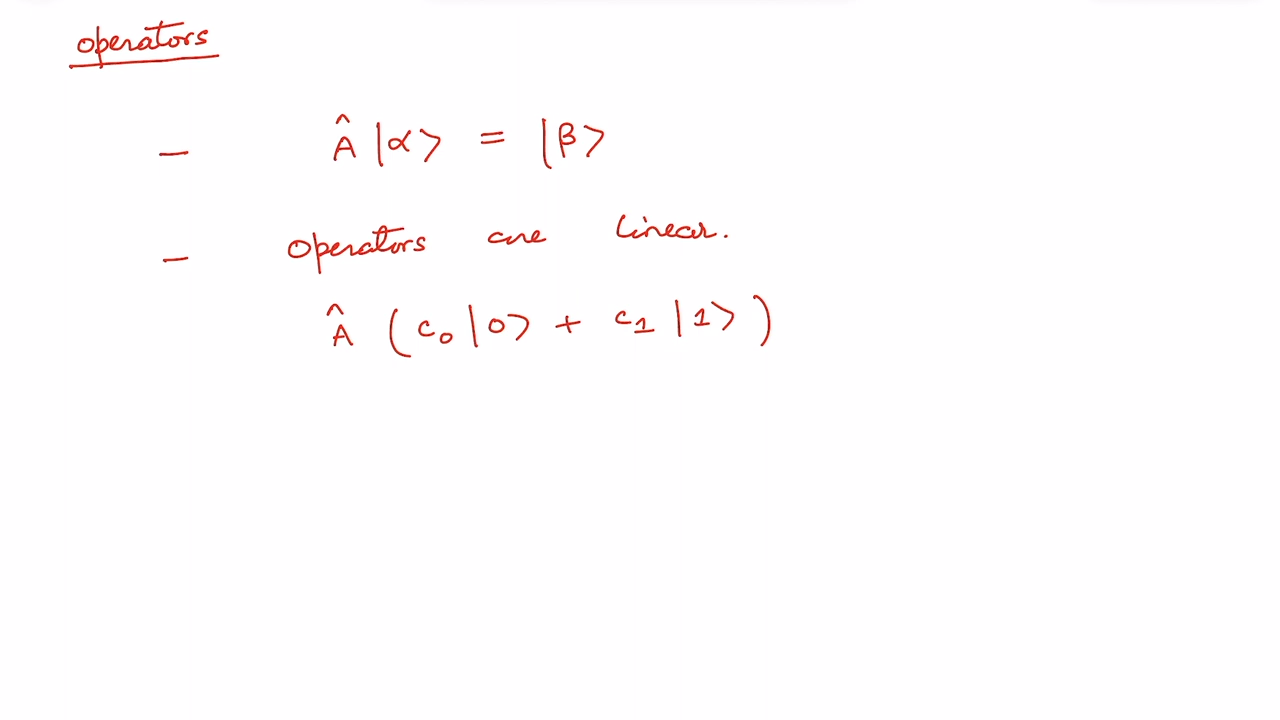 operators
– Â |α⟩ = |β⟩
– Operators are linear.
Â (c₀ |0⟩ + c₁ |1⟩)